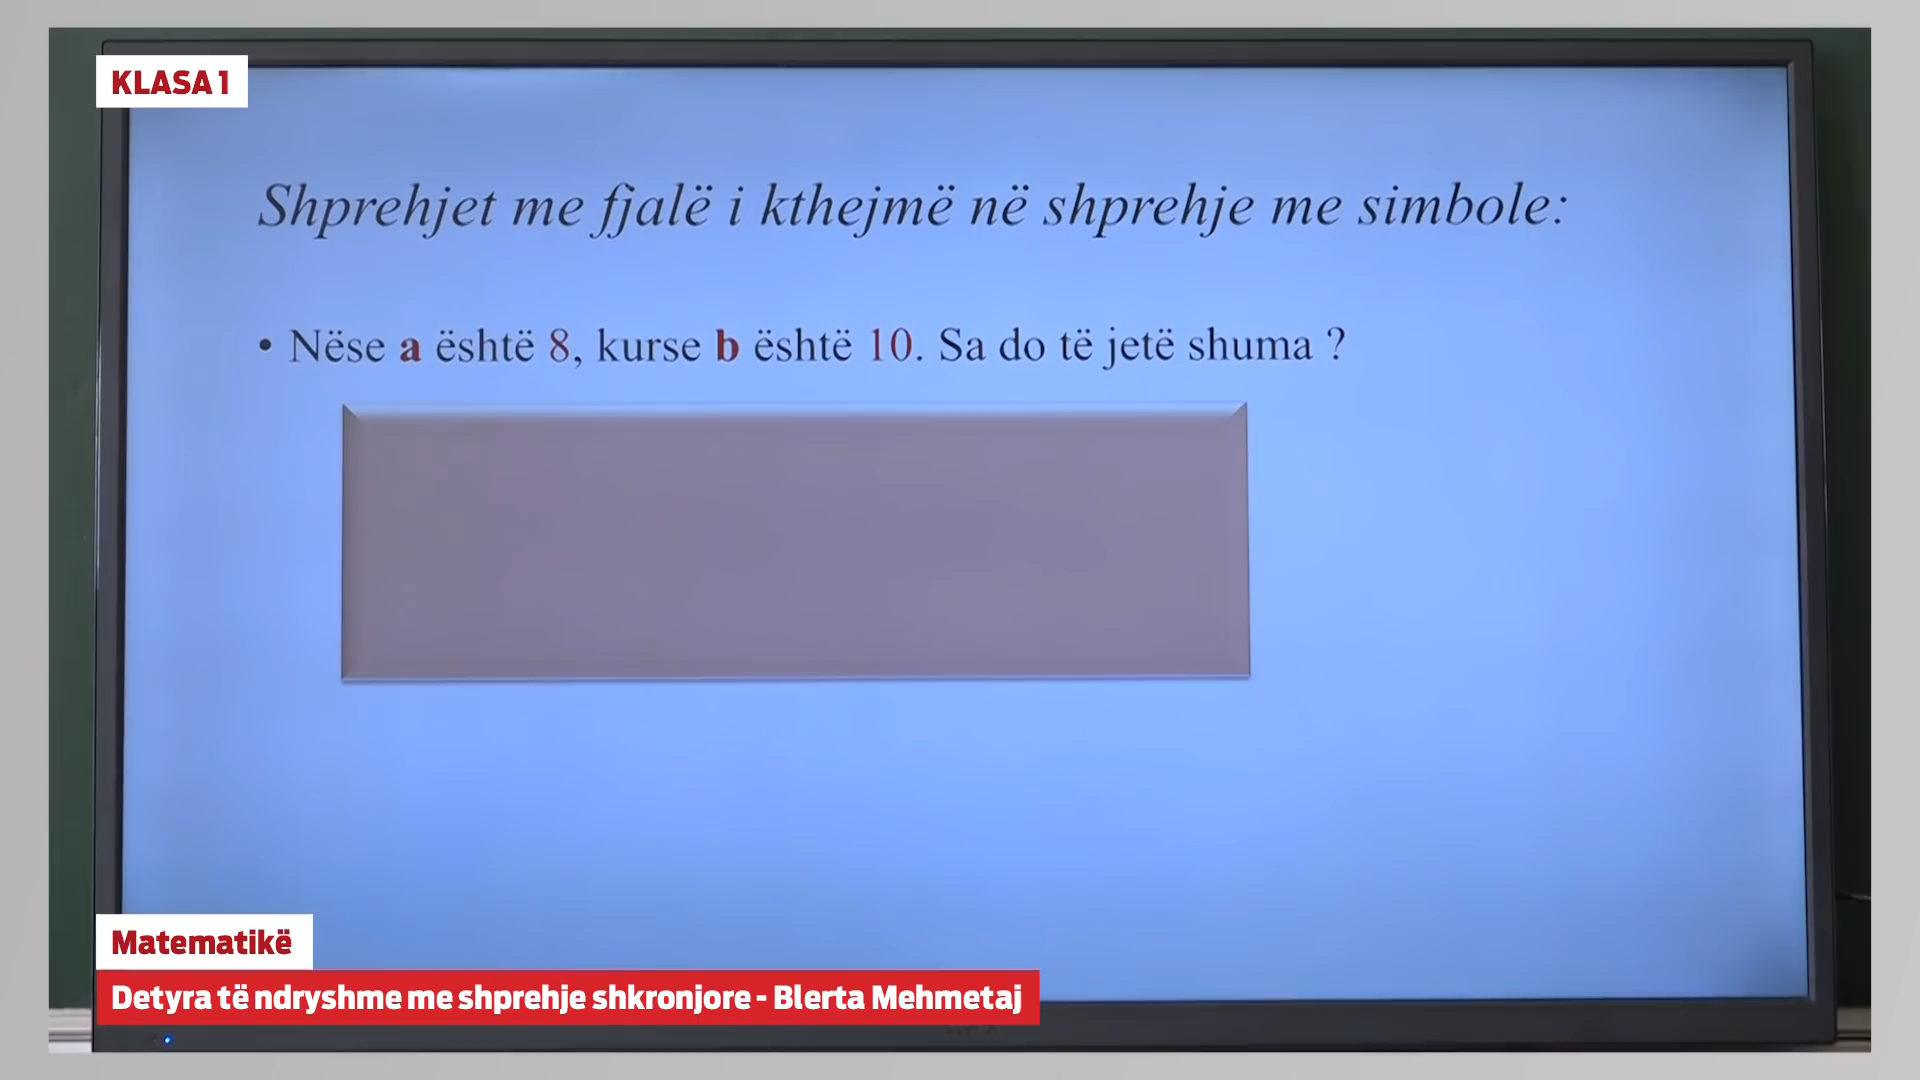 KLASA 1
Shprehjet me fjalë i kthejmë në shprehje me simbole:
• Nëse a është 8, kurse b është 10. Sa do të jetë shuma ?
Matematikë
Detyra të ndryshme me shprehje shkronjore - Blerta Mehmetaj